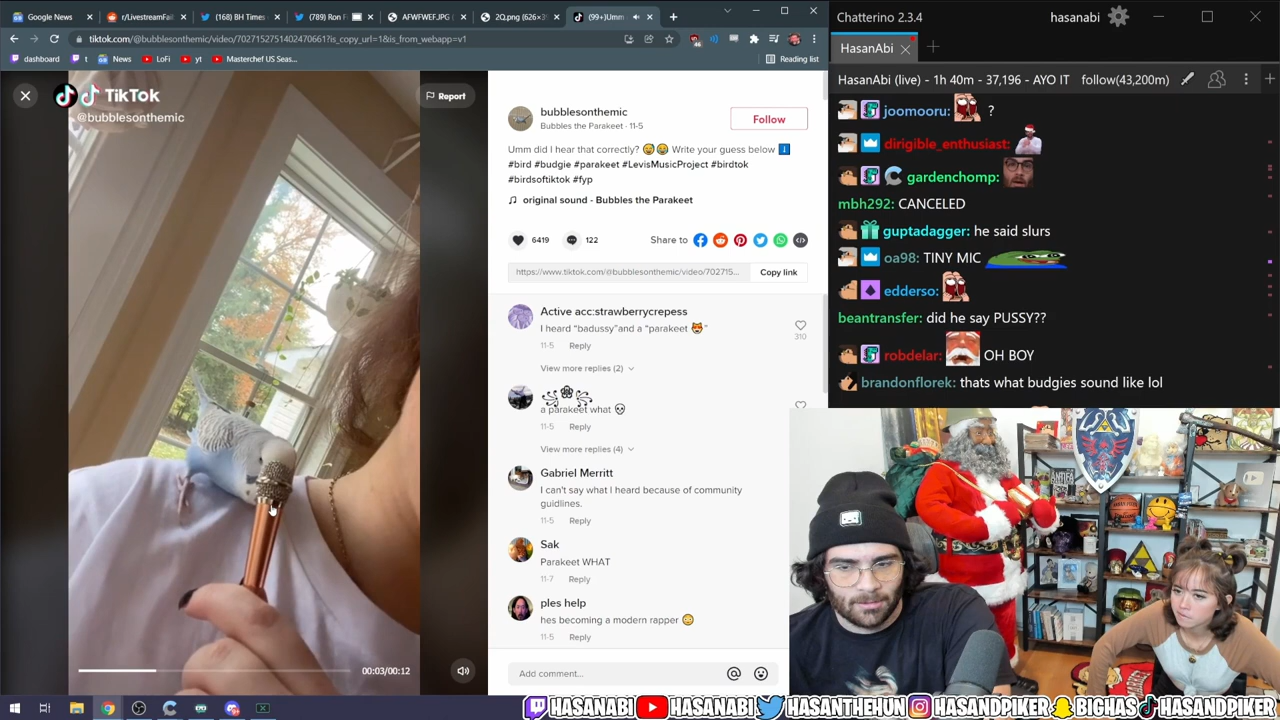 Google News
r/LivestreamFail
(168) BH Times
(789) Ron F
AFWFWEF.JPG
2Q.png (626×3
(99+)Umm
tiktok.com/@bubblesonthemic/video/7027152751402470661?is_copy_url=1&is_from_webapp=v1
dashboard
t
News
LoFi
yt
Masterchef US Seas...
Reading list
TikTok
@bubblesonthemic
Report
00:03/00:12
bubblesonthemic
Bubbles the Parakeet · 11-5
Follow
Umm did I hear that correctly? 😅😂 Write your guess below ⬇️
#bird #budgie #parakeet #LevisMusicProject #birdtok
#birdsoftiktok #fyp
original sound - Bubbles the Parakeet
6419
122
Share to
https://www.tiktok.com/@bubblesonthemic/video/702715...
Copy link
Active acc:strawberrycrepess
I heard “badussy”and a “parakeet 😻”
310
11-5 Reply
View more replies (2)
a parakeet what 💀
11-5 Reply
View more replies (4)
Gabriel Merritt
I can't say what I heard because of community
guidlines.
11-5 Reply
Sak
Parakeet WHAT
11-7 Reply
ples help
hes becoming a modern rapper 😳
11-5 Reply
Add comment...
Chatterino 2.3.4
hasanabi
HasanAbi
HasanAbi (live) - 1h 40m - 37,196 - AYO IT
follow(43,200m)
joomooru: ?
dirigible_enthusiast:
gardenchomp:
mbh292: CANCELED
guptadagger: he said slurs
oa98: TINY MIC
edderso:
beantransfer: did he say PUSSY??
robdelar: OH BOY
brandonflorek: thats what budgies sound like lol
HASANABI HASANABI HASANTHEHUN HASANDPIKER BIGHAS HASANDPIKER